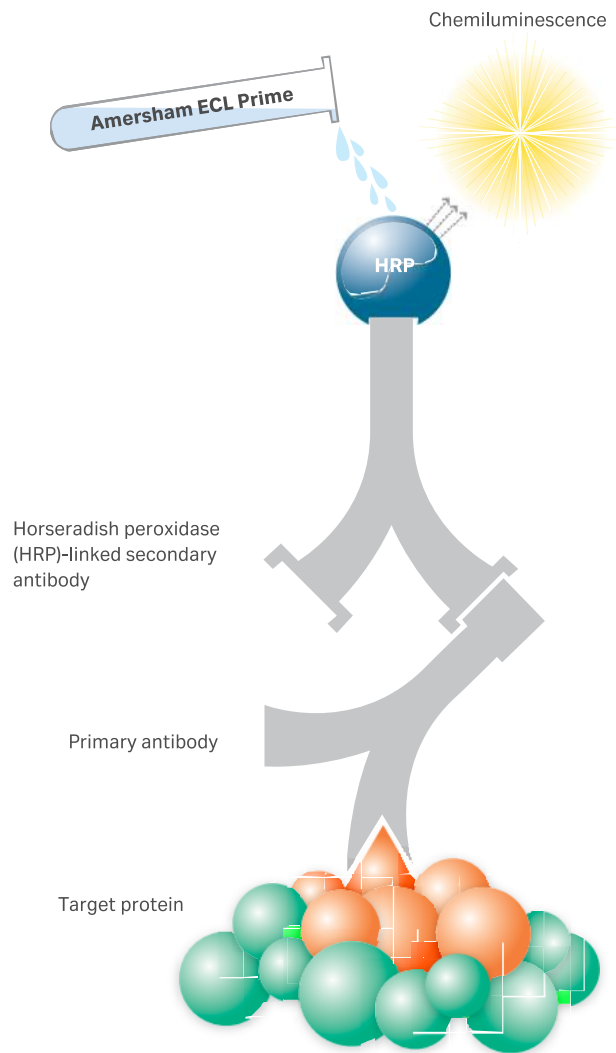 Chemiluminescence
Amersham ECL Prime
HRP
Horseradish peroxidase
(HRP)-linked secondary
antibody
Primary antibody
Target protein